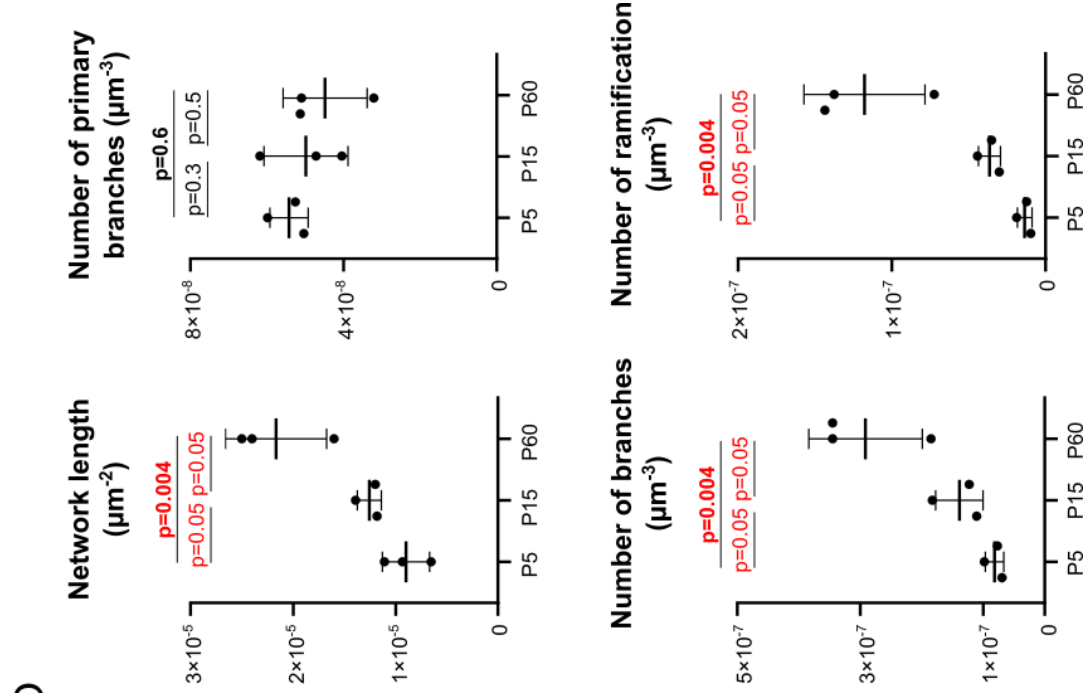 Network length
(µm⁻²)
p=0.004
p=0.05 p=0.05
3×10⁻⁵
2×10⁻⁵
1×10⁻⁵
0
P5 P15 P60
Number of primary
branches (µm⁻³)
p=0.6
p=0.3 p=0.5
8×10⁻⁸
4×10⁻⁸
0
P5 P15 P60
Number of branches
(µm⁻³)
p=0.004
p=0.05 p=0.05
5×10⁻⁷
3×10⁻⁷
1×10⁻⁷
0
P5 P15 P60
Number of ramification
(µm⁻³)
p=0.004
p=0.05 p=0.05
2×10⁻⁷
1×10⁻⁷
0
P5 P15 P60